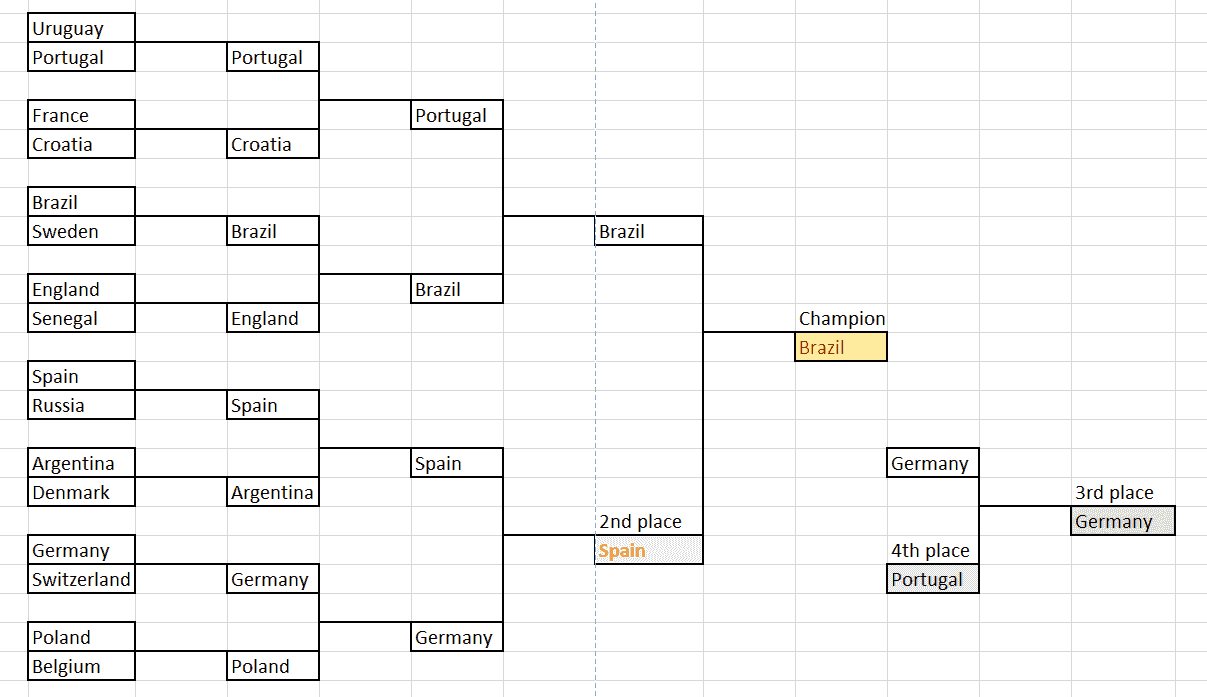 Uruguay
Portugal
Portugal
France
Portugal
Croatia
Croatia
Brazil
Sweden
Brazil
Brazil
England
Brazil
Senegal
England
Champion
Brazil
Spain
Russia
Spain
Argentina
Spain
Germany
Denmark
Argentina
3rd place
2nd place
Germany
Germany
Spain
4th place
Switzerland
Germany
Portugal
Poland
Germany
Belgium
Poland